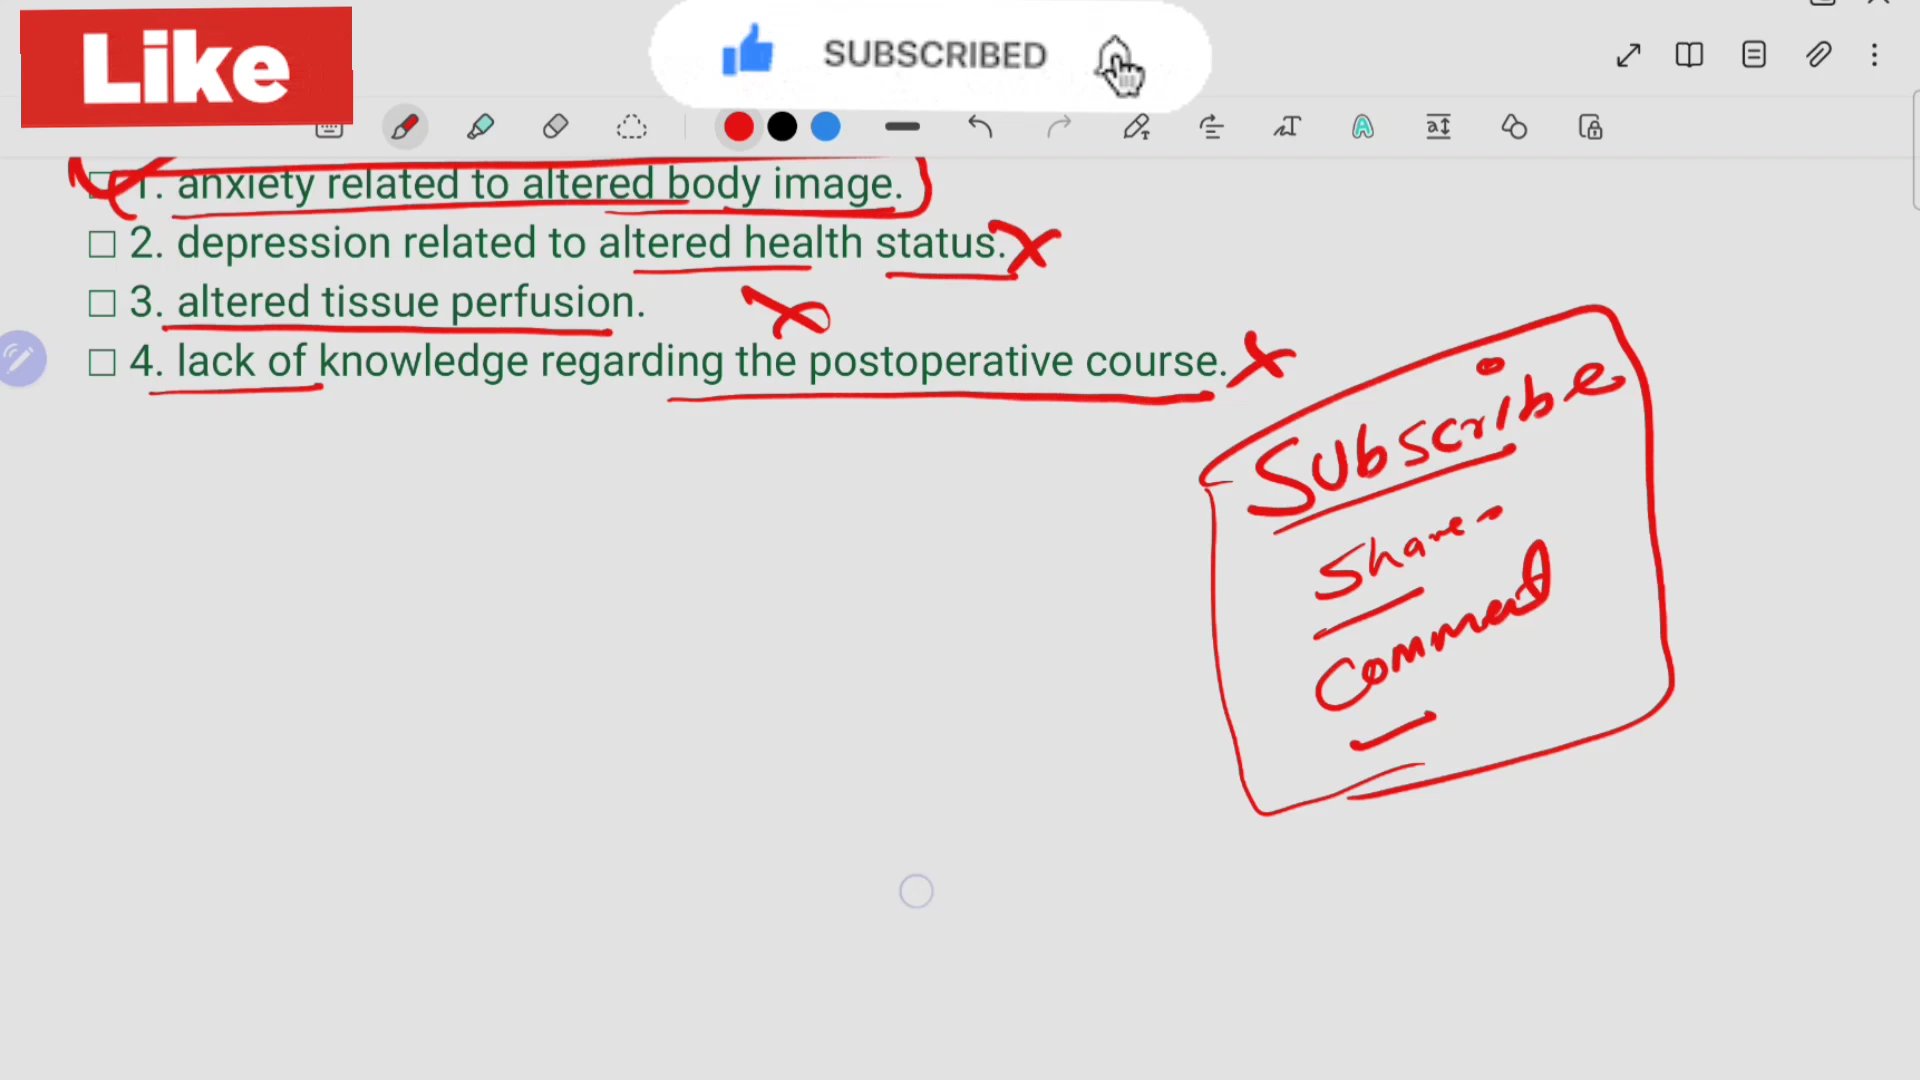 Like
SUBSCRIBED
1. anxiety related to altered body image.
2. depression related to altered health status.
3. altered tissue perfusion.
4. lack of knowledge regarding the postoperative course.
Subscribe
Share
Comment